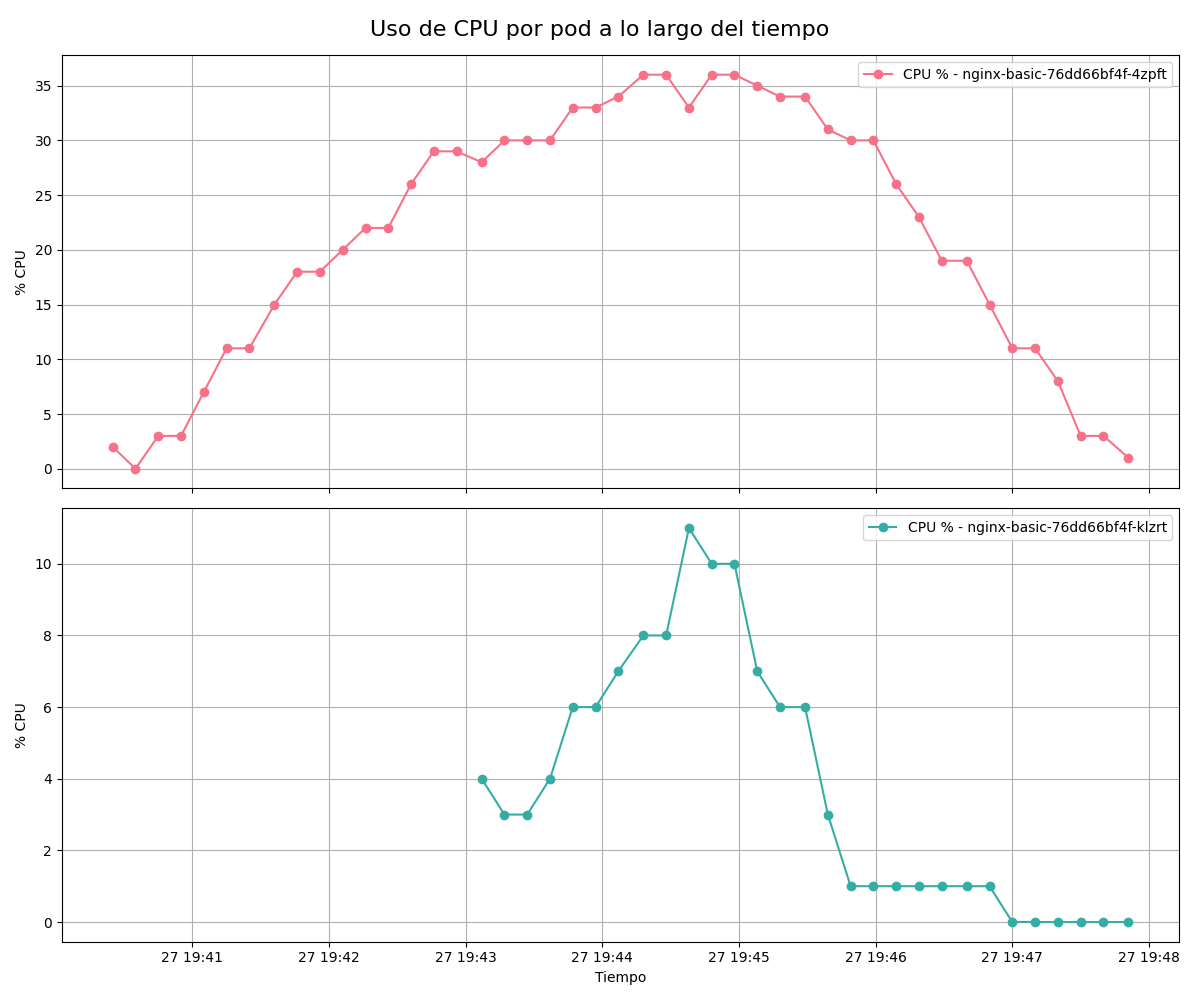 Uso de CPU por pod a lo largo del tiempo
CPU % - nginx-basic-76dd66bf4f-4zpft
% CPU
35
30
25
20
15
10
5
0
CPU % - nginx-basic-76dd66bf4f-klzrt
% CPU
10
8
6
4
2
0
27 19:41 27 19:42 27 19:43 27 19:44 27 19:45 27 19:46 27 19:47 27 19:48
Tiempo